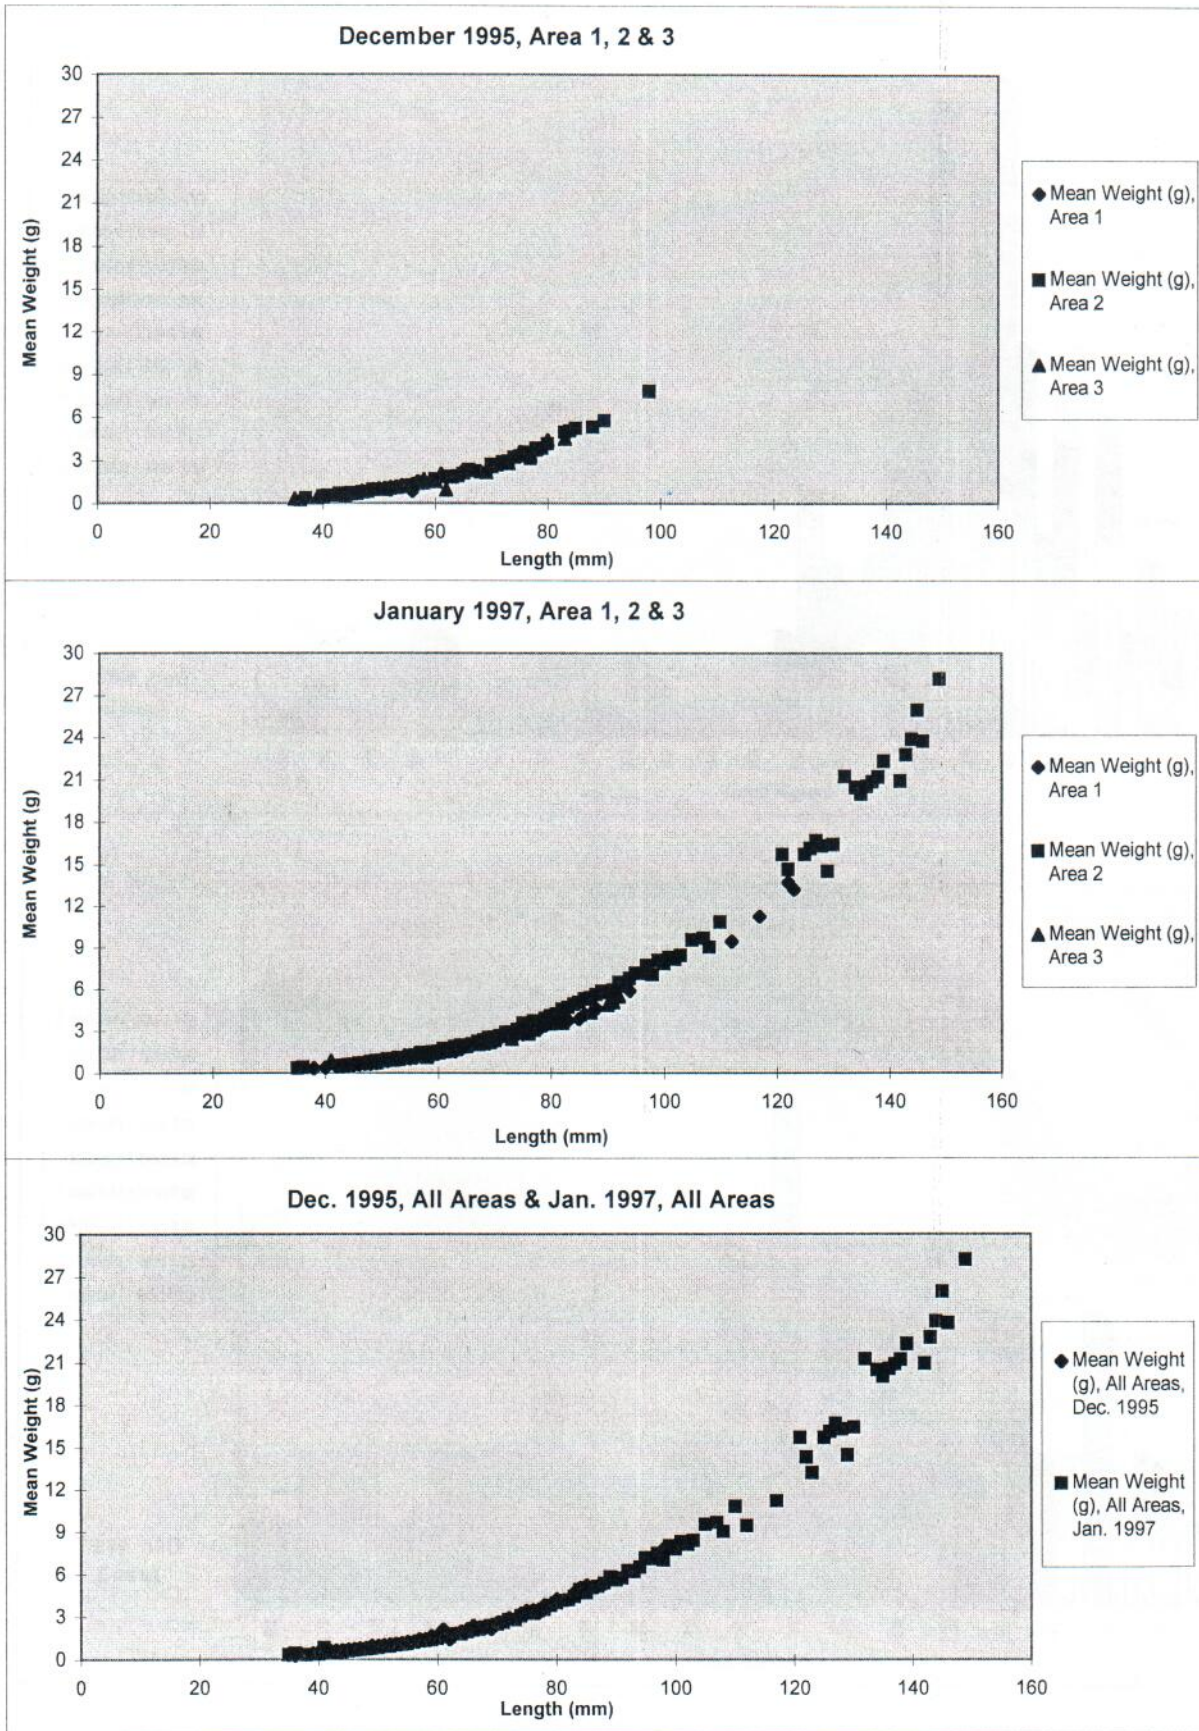 December 1995, Area 1, 2 & 3
30
27
24
21
18
15
12
9
6
3
0
Mean Weight (g)
0 20 40 60 80 100 120 140 160
Length (mm)
Mean Weight (g),
Area 1
Mean Weight (g),
Area 2
Mean Weight (g),
Area 3
January 1997, Area 1, 2 & 3
30
27
24
21
18
15
12
9
6
3
0
Mean Weight (g)
0 20 40 60 80 100 120 140 160
Length (mm)
Mean Weight (g),
Area 1
Mean Weight (g),
Area 2
Mean Weight (g),
Area 3
Dec. 1995, All Areas & Jan. 1997, All Areas
30
27
24
21
18
15
12
9
6
3
0
Mean Weight (g)
0 20 40 60 80 100 120 140 160
Length (mm)
Mean Weight
(g), All Areas,
Dec. 1995
Mean Weight
(g), All Areas,
Jan. 1997